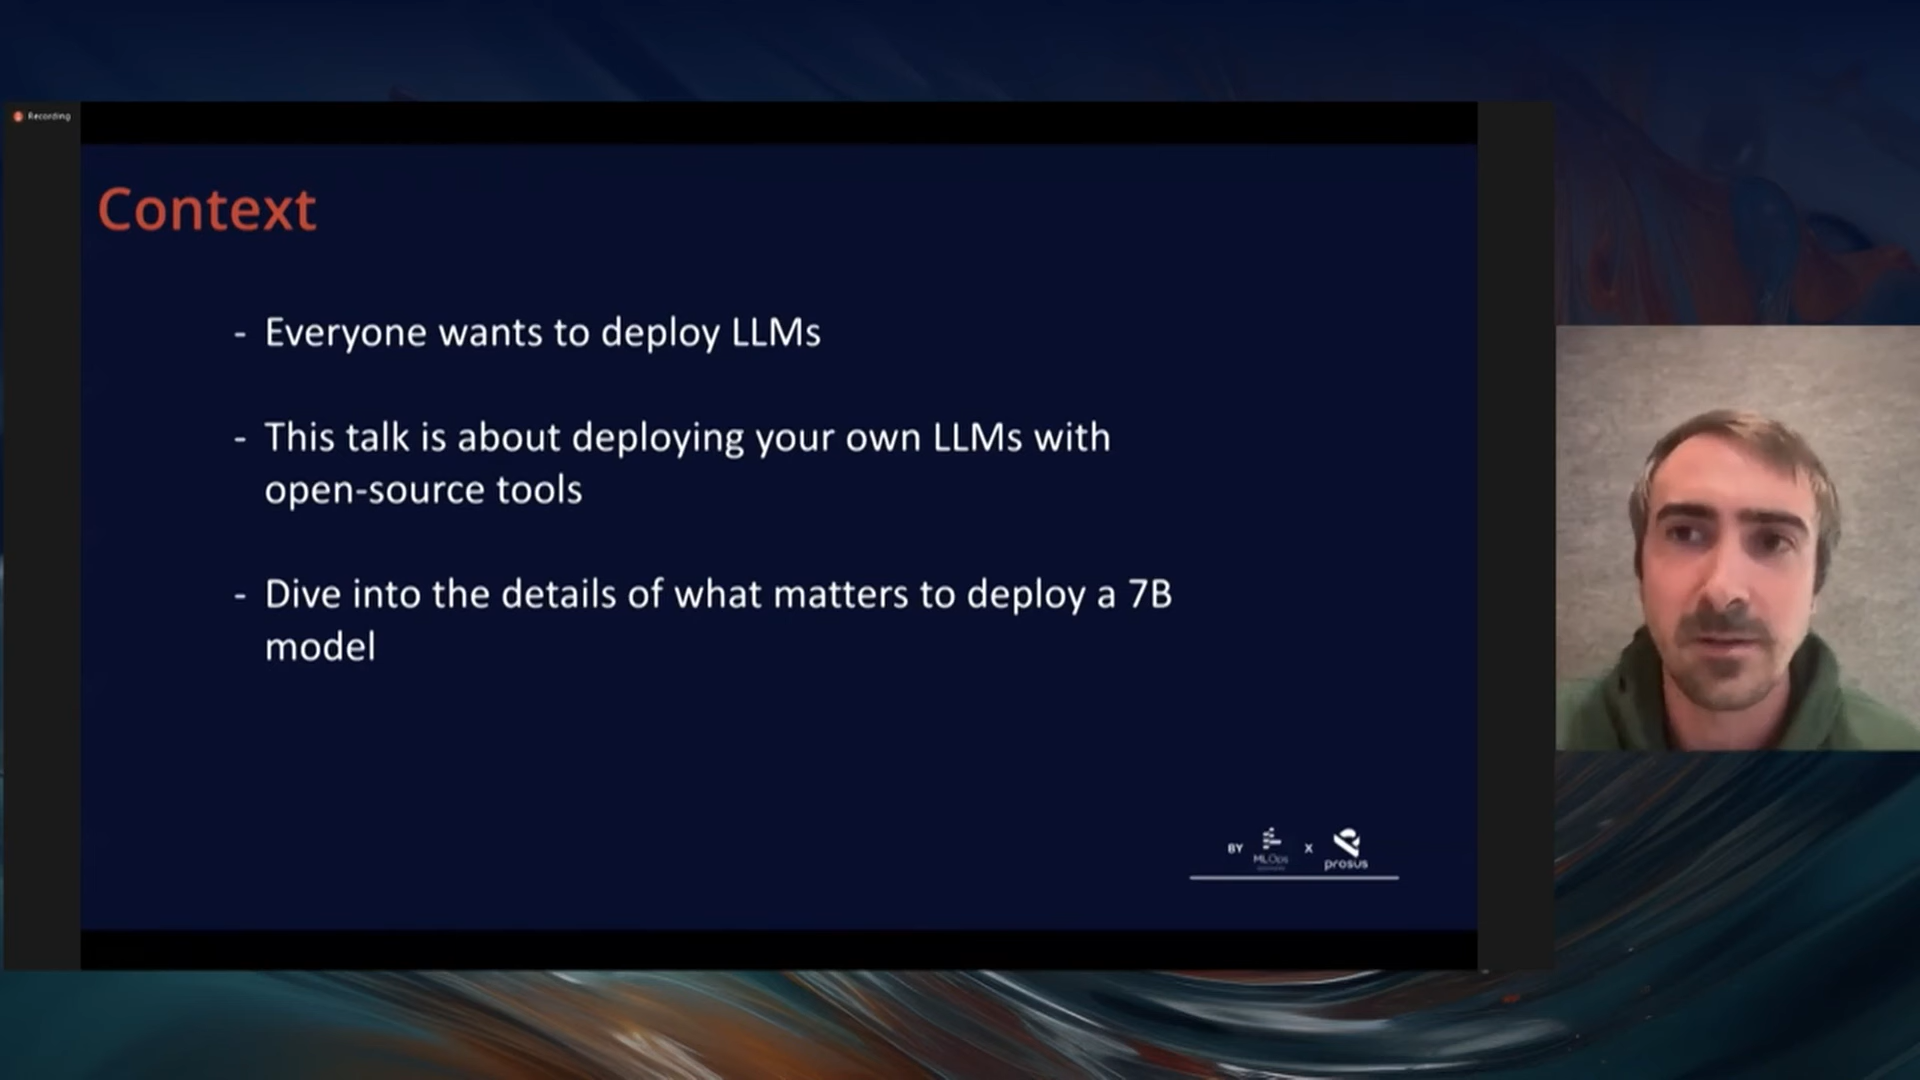 Recording
Context
- Everyone wants to deploy LLMs
- This talk is about deploying your own LLMs with
open-source tools
- Dive into the details of what matters to deploy a 7B
model
BY MLOps x prosus